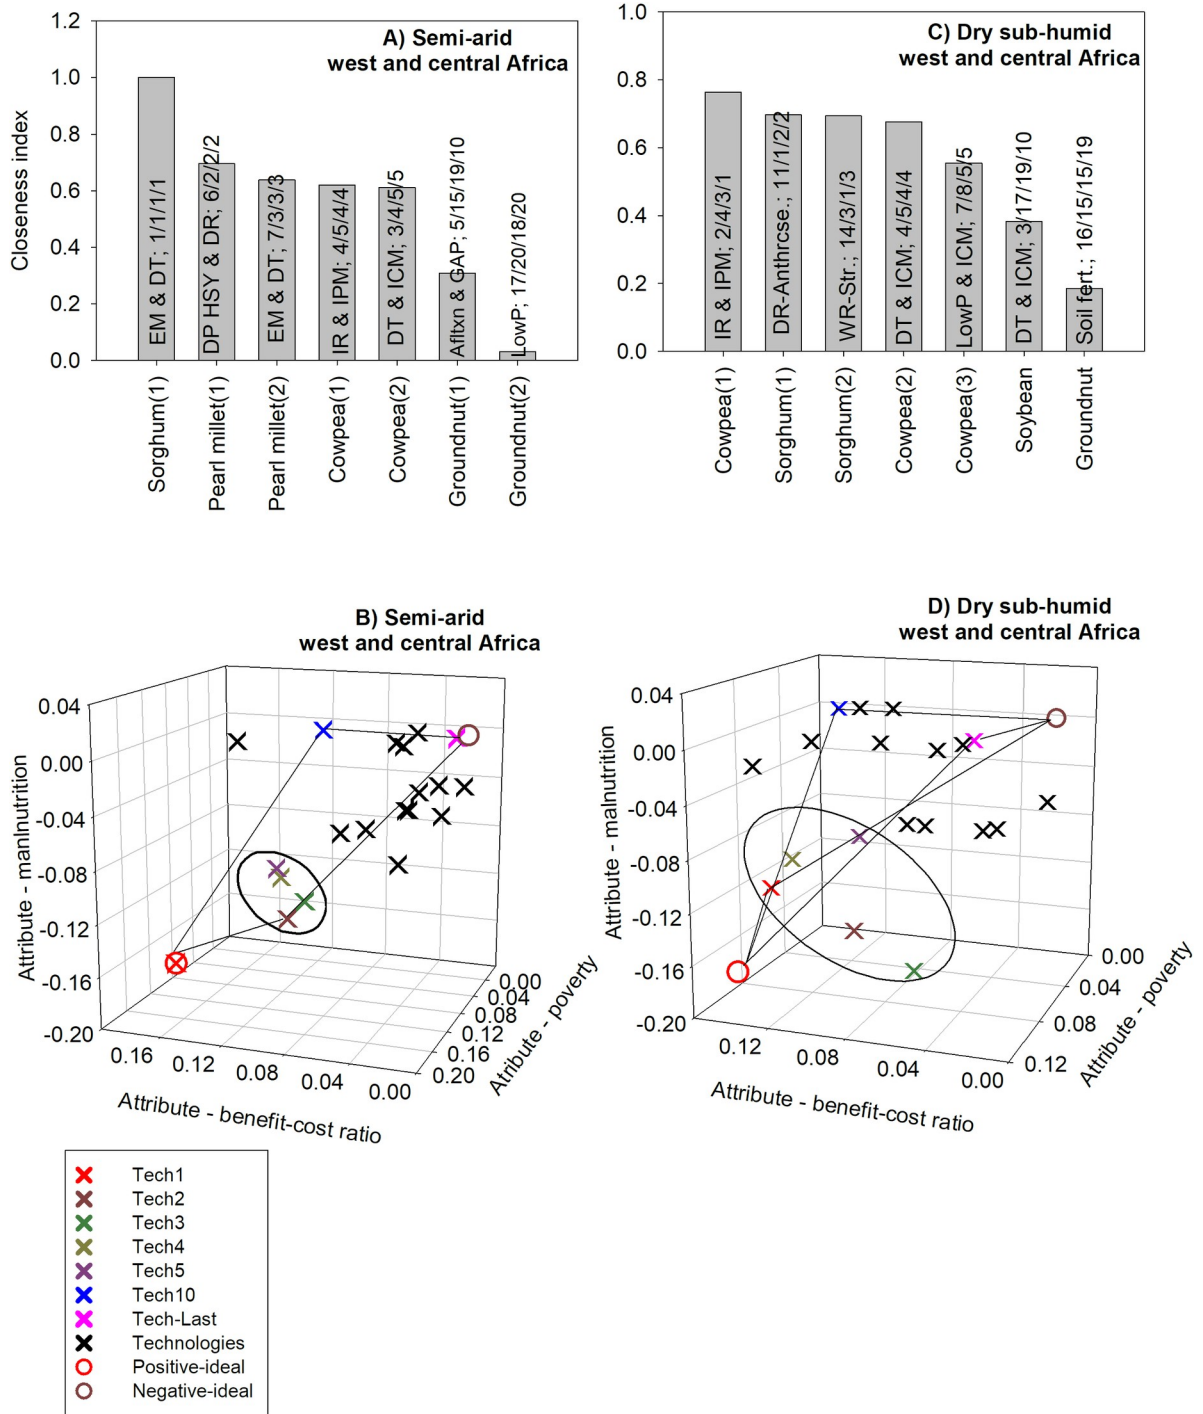 A) Semi-arid
west and central Africa
Closeness index
1.2
1.0
0.8
0.6
0.4
0.2
0.0
EM & DT; 1/1/1/1
DP HSY & DR; 6/2/2/2
EM & DT; 7/3/3/3
IR & IPM; 4/5/4/4
DT & ICM; 3/4/5/5
Afltxn & GAP; 5/15/19/10
LowP; 17/20/18/20
Sorghum(1)
Pearl millet(1)
Pearl millet(2)
Cowpea(1)
Cowpea(2)
Groundnut(1)
Groundnut(2)
C) Dry sub-humid
west and central Africa
1.0
0.8
0.6
0.4
0.2
0.0
IR & IPM; 2/4/3/1
DR-Anthrcse.; 11/1/2/2
WR-Str.; 14/3/1/3
DT & ICM; 4/5/4/4
LowP & ICM; 7/8/5/5
DT & ICM; 3/17/19/10
Soil fert.; 16/15/15/19
Cowpea(1)
Sorghum(1)
Sorghum(2)
Cowpea(2)
Cowpea(3)
Soybean
Groundnut
B) Semi-arid
west and central Africa
Attribute - manlnutrition
0.04
0.00
-0.04
-0.08
-0.12
-0.16
-0.20
0.16
0.12
0.08
0.04
0.00
Attribute - benefit-cost ratio
0.00
0.04
0.08
0.12
0.16
0.20
Atribute - poverty
D) Dry sub-humid
west and central Africa
Attribute - malnutrition
0.04
0.00
-0.04
-0.08
-0.12
-0.16
-0.20
0.12
0.08
0.04
0.00
Attribute - benefit-cost ratio
0.00
0.04
0.08
0.12
Attribute - poverty
Tech1
Tech2
Tech3
Tech4
Tech5
Tech10
Tech-Last
Technologies
Positive-ideal
Negative-ideal